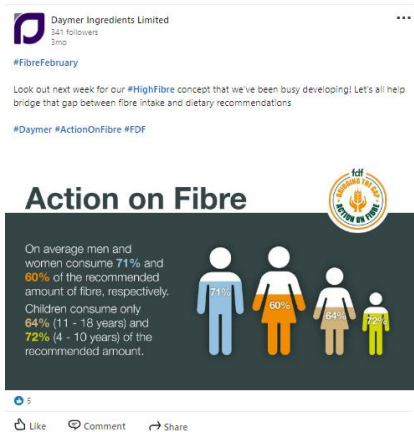 Daymer Ingredients Limited
341 followers
3mo
#FibreFebruary
Look out next week for our #HighFibre concept that we've been busy developing! Let's all help
bridge that gap between fibre intake and dietary recommendations
#Daymer #ActionOnFibre #FDF
fdf
BRIDGING THE GAP
ACTION ON FIBRE
Action on Fibre
On average men and
women consume 71% and
60% of the recommended
amount of fibre, respectively.
Children consume only
64% (11 - 18 years) and
72% (4 - 10 years) of the
recommended amount.
71%
60%
64%
72%
5
Like Comment Share